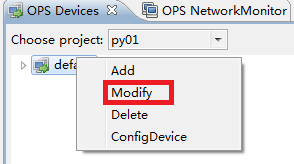 OPS Devices OPS NetworkMonitor
Choose project: py01
Add
Modify
Delete
ConfigDevice